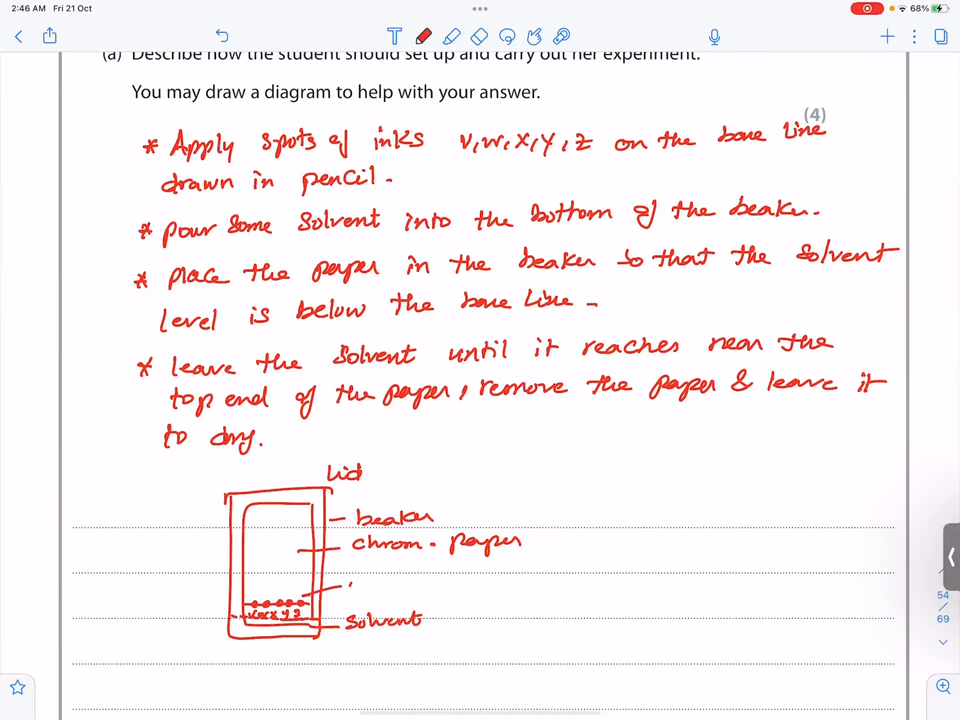 2:46 AM Fri 21 Oct
68%
(a) Describe how the student should set up and carry out her experiment.
You may draw a diagram to help with your answer.
(4)
* Apply spots of inks V, W, X, Y, Z on the base line
drawn in pencil.
* pour some solvent into the bottom of the beaker.
* place the paper in the beaker so that the solvent
level is below the base line.
* leave the solvent until it reaches near the
top end of the paper, remove the paper & leave it
to dry.
Lid
beaker
chrom. paper
V W X Y Z
solvent
54
/
69